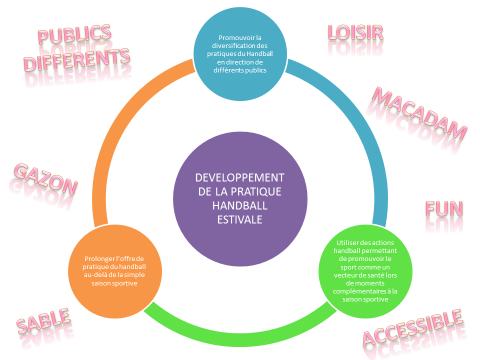 PUBLICS
DIFFERENTS
Promouvoir la
diversification des
pratiques du Handball
en direction de
différents publics
LOISIR
MACADAM
GAZON
DEVELOPPEMENT
DE LA PRATIQUE
HANDBALL
ESTIVALE
FUN
Prolonger l'offre de
pratique du handball
au-delà de la simple
saison sportive
Utiliser des actions
handball permettant
de promouvoir le
sport comme un
vecteur de santé lors
de moments
complémentaires à la
saison sportive
SABLE
ACCESSIBLE